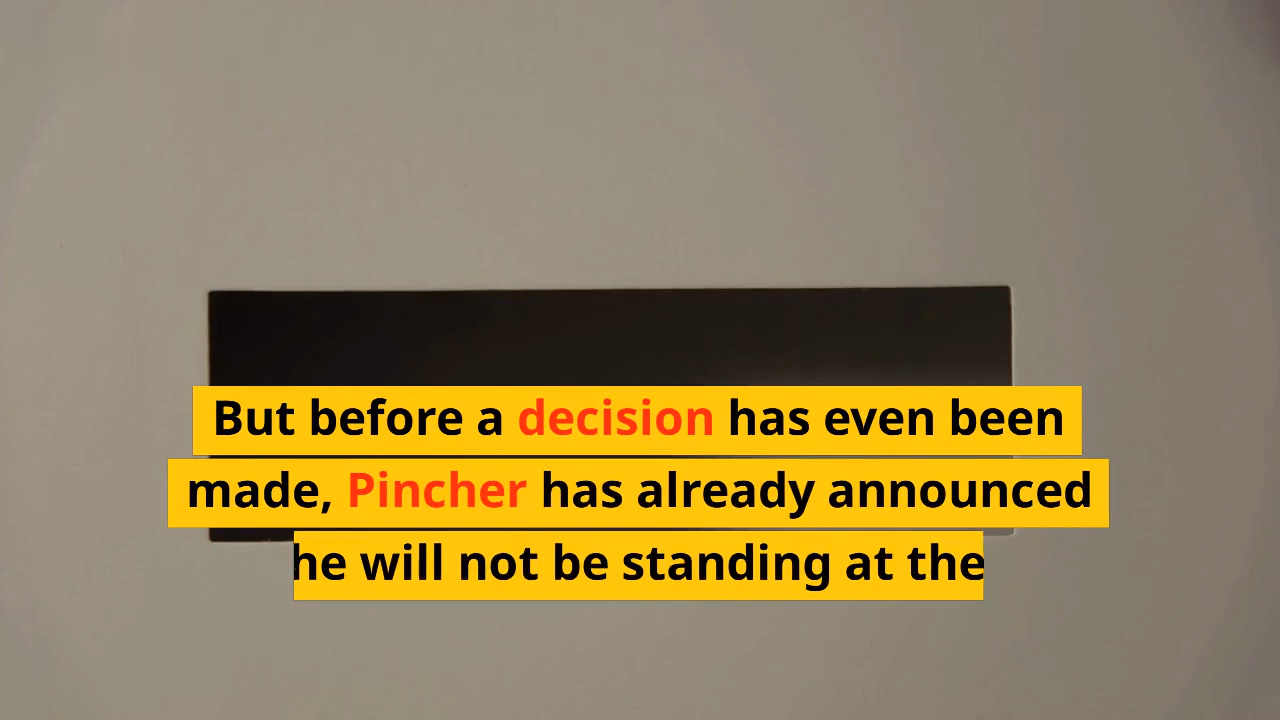 But before a decision has even been
made, Pincher has already announced
he will not be standing at the